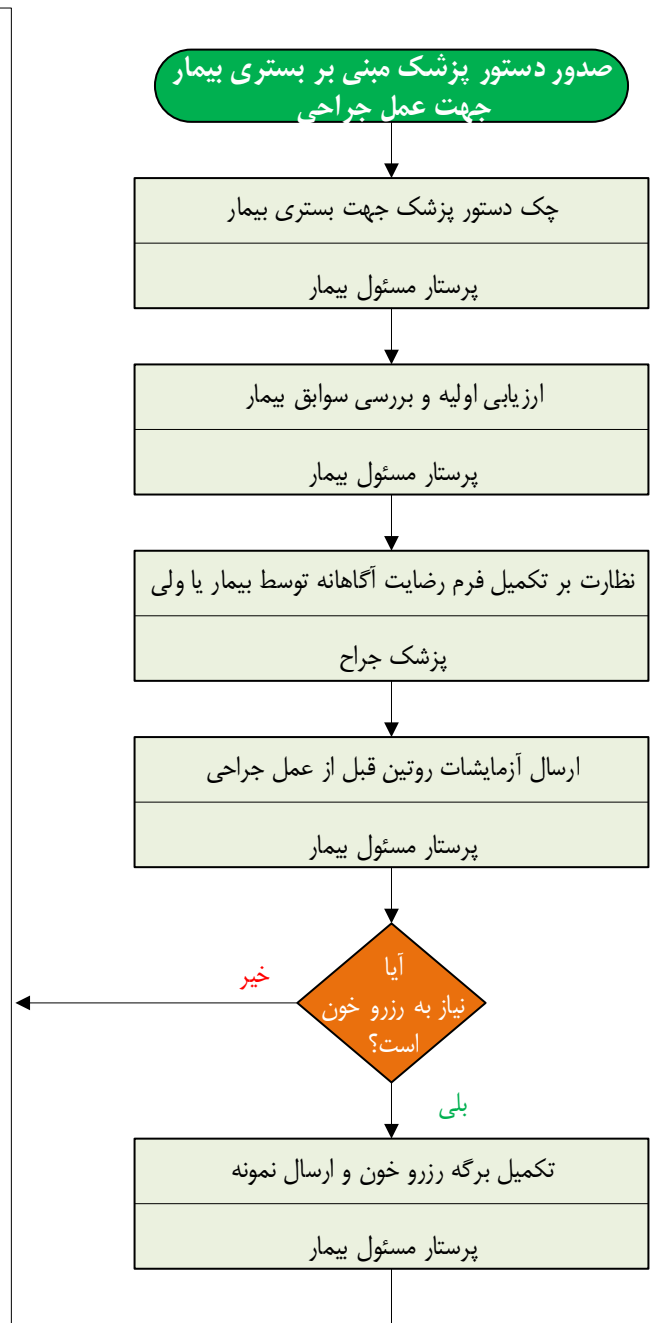 صدور دستور پزشک مبنی بر بستری بیمار
جهت عمل جراحی
چک دستور پزشک جهت بستری بیمار
پرستار مسئول بیمار
ارزیابی اولیه و بررسی سوابق بیمار
پرستار مسئول بیمار
نظارت بر تکمیل فرم رضایت آگاهانه توسط بیمار یا ولی
پزشک جراح
ارسال آزمایشات روتین قبل از عمل جراحی
پرستار مسئول بیمار
آیا
نیاز به رزرو خون
است؟
خیر
بلی
تکمیل برگه رزرو خون و ارسال نمونه
پرستار مسئول بیمار